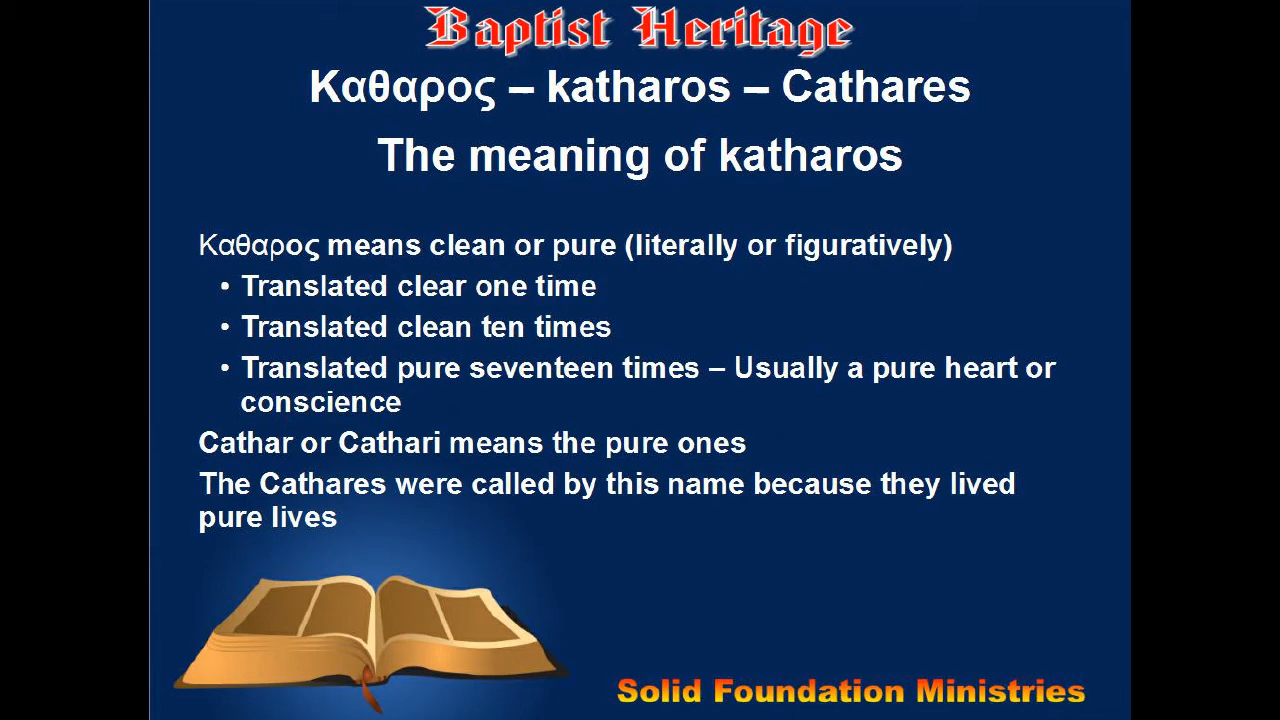 Baptist Heritage
Καθαρος – katharos – Cathares
The meaning of katharos
Καθαρος means clean or pure (literally or figuratively)
• Translated clear one time
• Translated clean ten times
• Translated pure seventeen times – Usually a pure heart or
conscience
Cathar or Cathari means the pure ones
The Cathares were called by this name because they lived
pure lives
Solid Foundation Ministries